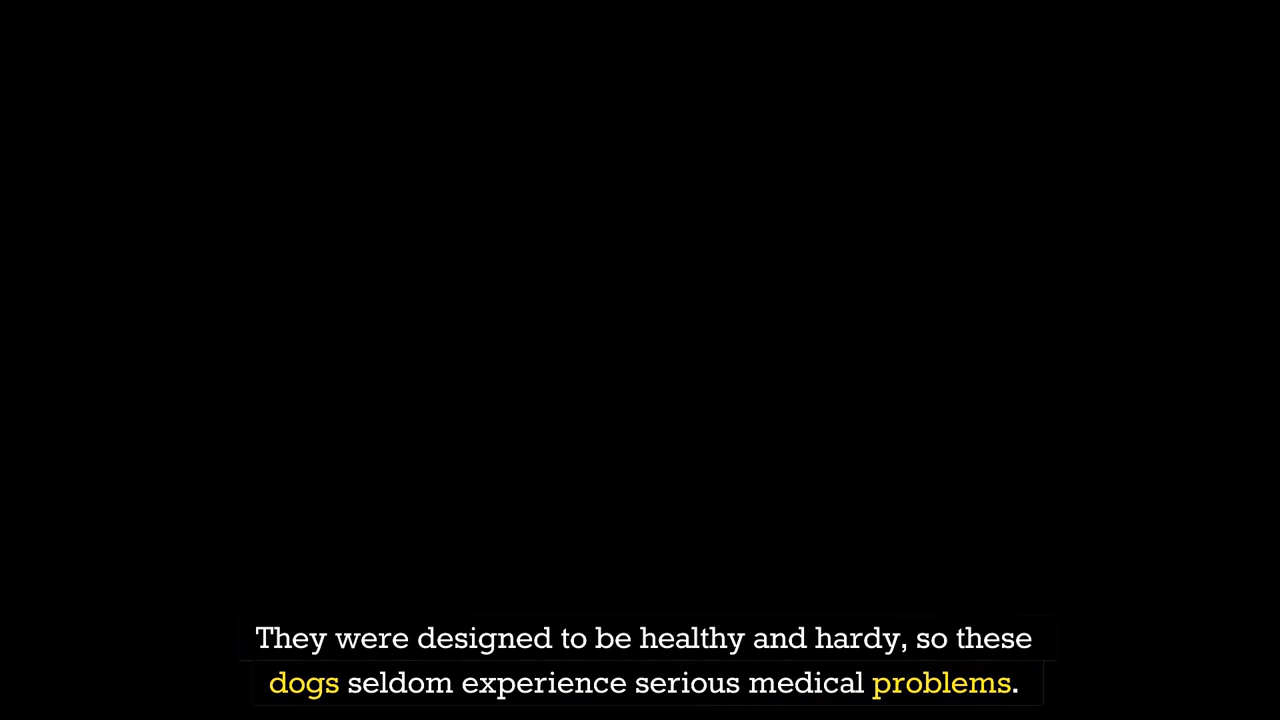 They were designed to be healthy and hardy, so these
dogs seldom experience serious medical problems.